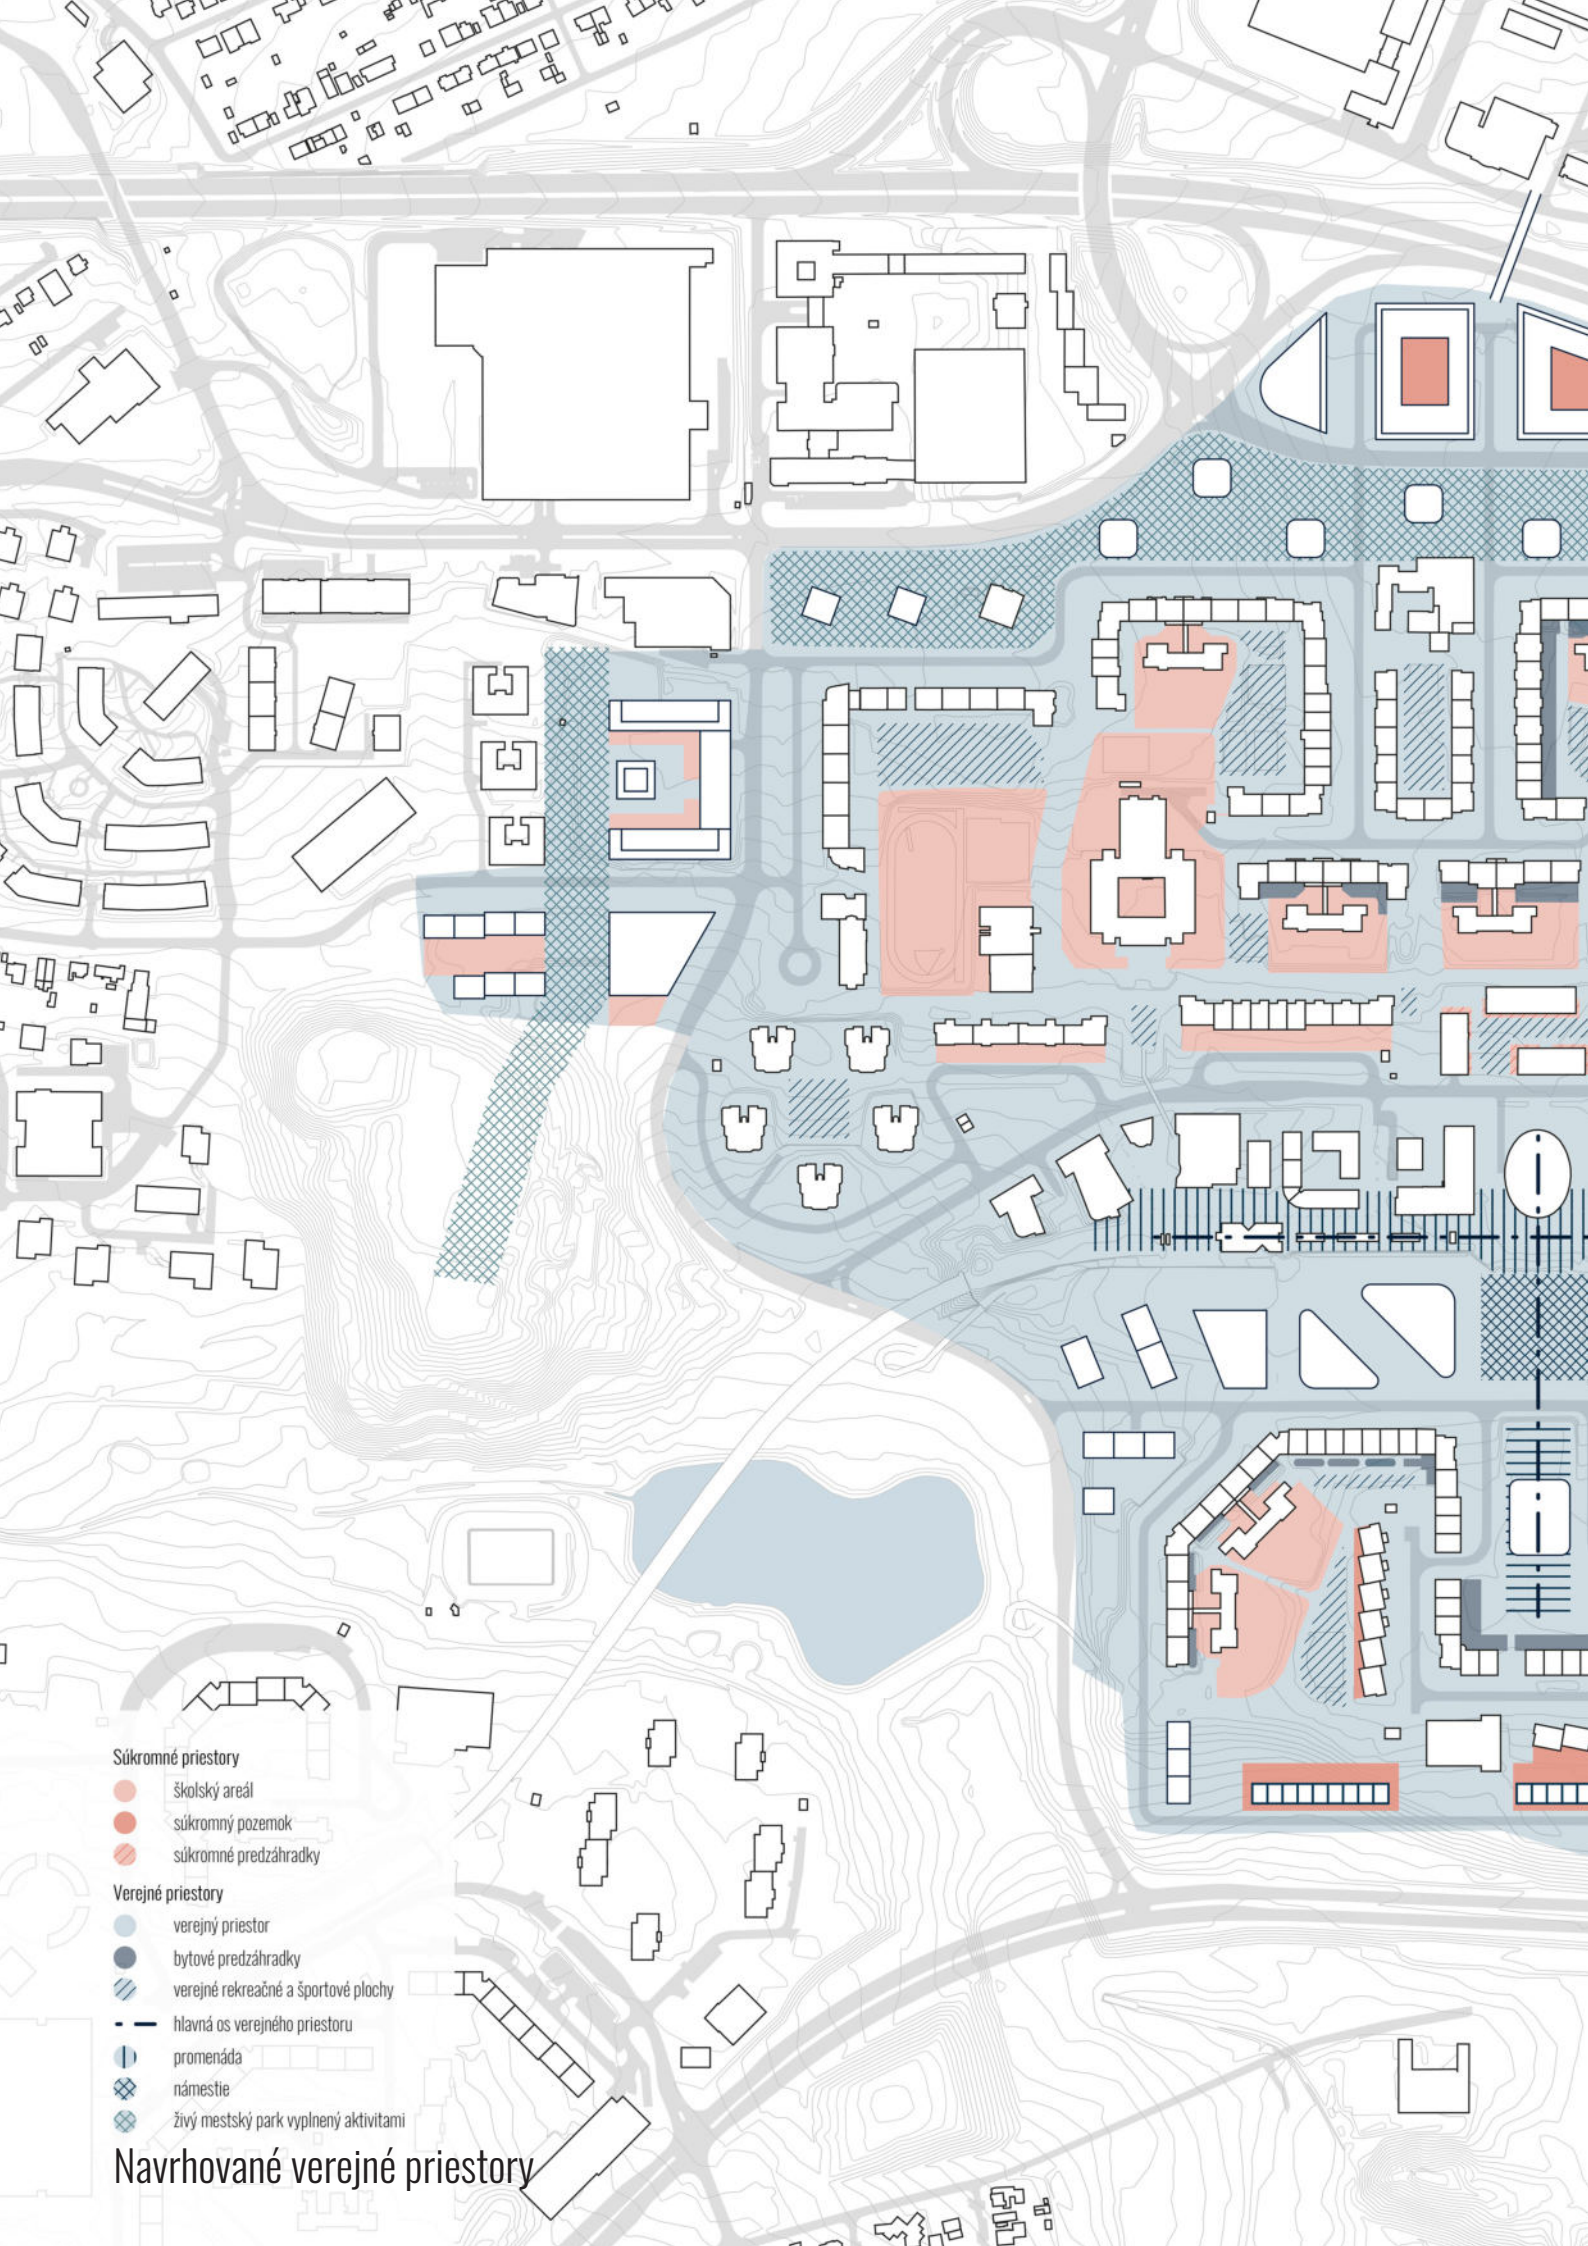 Súkromné priestory
školský areál
súkromný pozemok
súkromné predzáhradky
Verejné priestory
verejný priestor
bytové predzáhradky
verejné rekreačné a športové plochy
hlavná os verejného priestoru
promenáda
námestie
živý mestský park vyplnený aktivitami
Navrhované verejné priestory